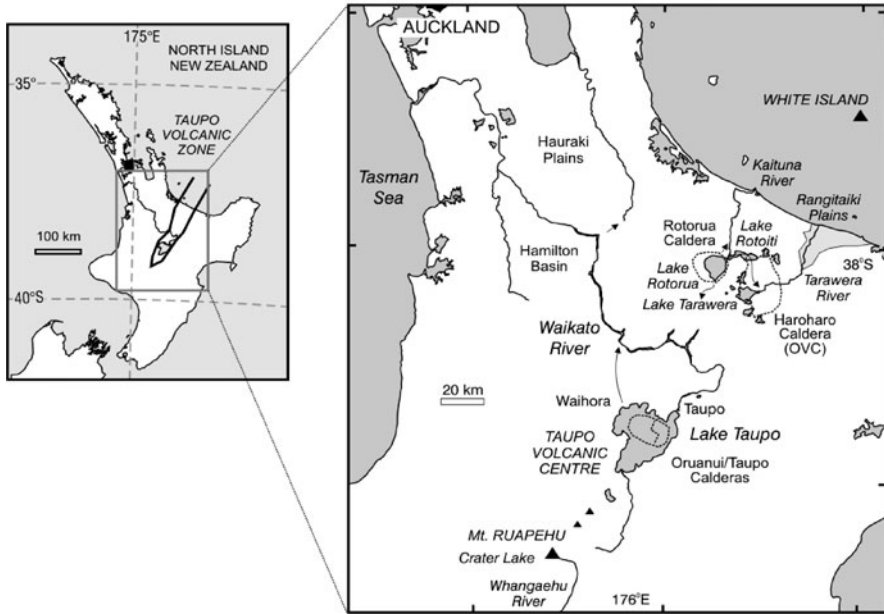 175°E
NORTH ISLAND
NEW ZEALAND
35°
TAUPO
VOLCANIC
ZONE
100 km
40°S
AUCKLAND
WHITE ISLAND
Hauraki
Plains
Tasman
Sea
Kaituna
River
Rangitaiki
Plains
Rotorua
Caldera
Lake
Rotoiti
Hamilton
Basin
38°S
Lake
Rotorua
Tarawera
River
Lake Tarawera
Haroharo
Caldera
(OVC)
Waikato
River
20 km
Waihora
Taupo
TAUPO
VOLCANIC
CENTRE
Lake Taupo
Oruanui/Taupo
Calderas
Mt. RUAPEHU
Crater Lake
Whangaehu
River
176°E